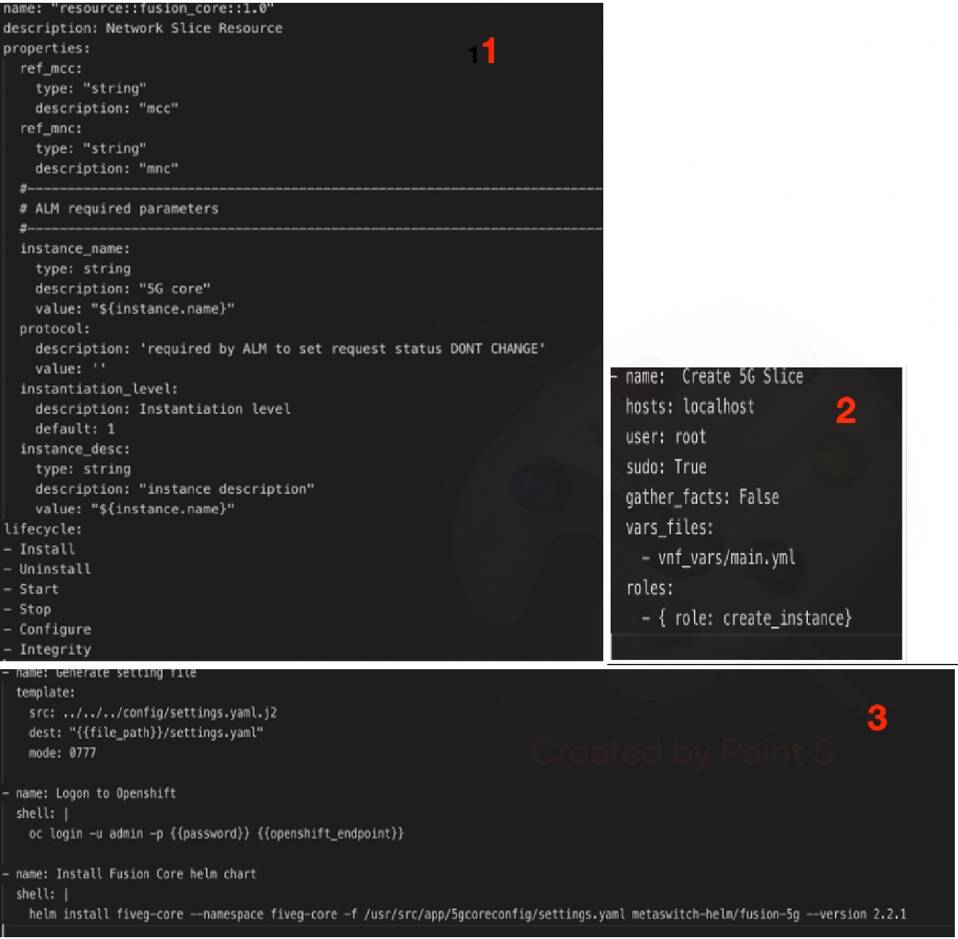 name: "resource::fusion_core::1.0"
description: Network Slice Resource
properties:
ref_mcc:
type: "string"
description: "mcc"
ref_mnc:
type: "string"
description: "mnc"
#------------------------------------------------------------------------
# ALM required parameters
#------------------------------------------------------------------------
instance_name:
type: string
description: "5G core"
value: "${instance.name}"
protocol:
description: 'required by ALM to set request status DONT CHANGE'
value: ''
instantiation_level:
description: Instantiation level
default: 1
instance_desc:
type: string
description: "instance description"
value: "${instance.name}"
lifecycle:
- Install
- Uninstall
- Start
- Stop
- Configure
- Integrity
11
- name:  Create 5G Slice
hosts: localhost
user: root
sudo: True
gather_facts: False
vars_files:
- vnf_vars/main.yml
roles:
- { role: create_instance}
2
- name: Generate setting file
template:
src: ../../../config/settings.yaml.j2
dest: "{{file_path}}/settings.yaml"
mode: 0777
- name: Logon to Openshift
shell: |
oc login -u admin -p {{password}} {{openshift_endpoint}}
- name: Install Fusion Core helm chart
shell: |
helm install fiveg-core --namespace fiveg-core -f /usr/src/app/5gcoreconfig/settings.yaml metaswitch-helm/fusion-5g --version 2.2.1
3
Created by Paint S